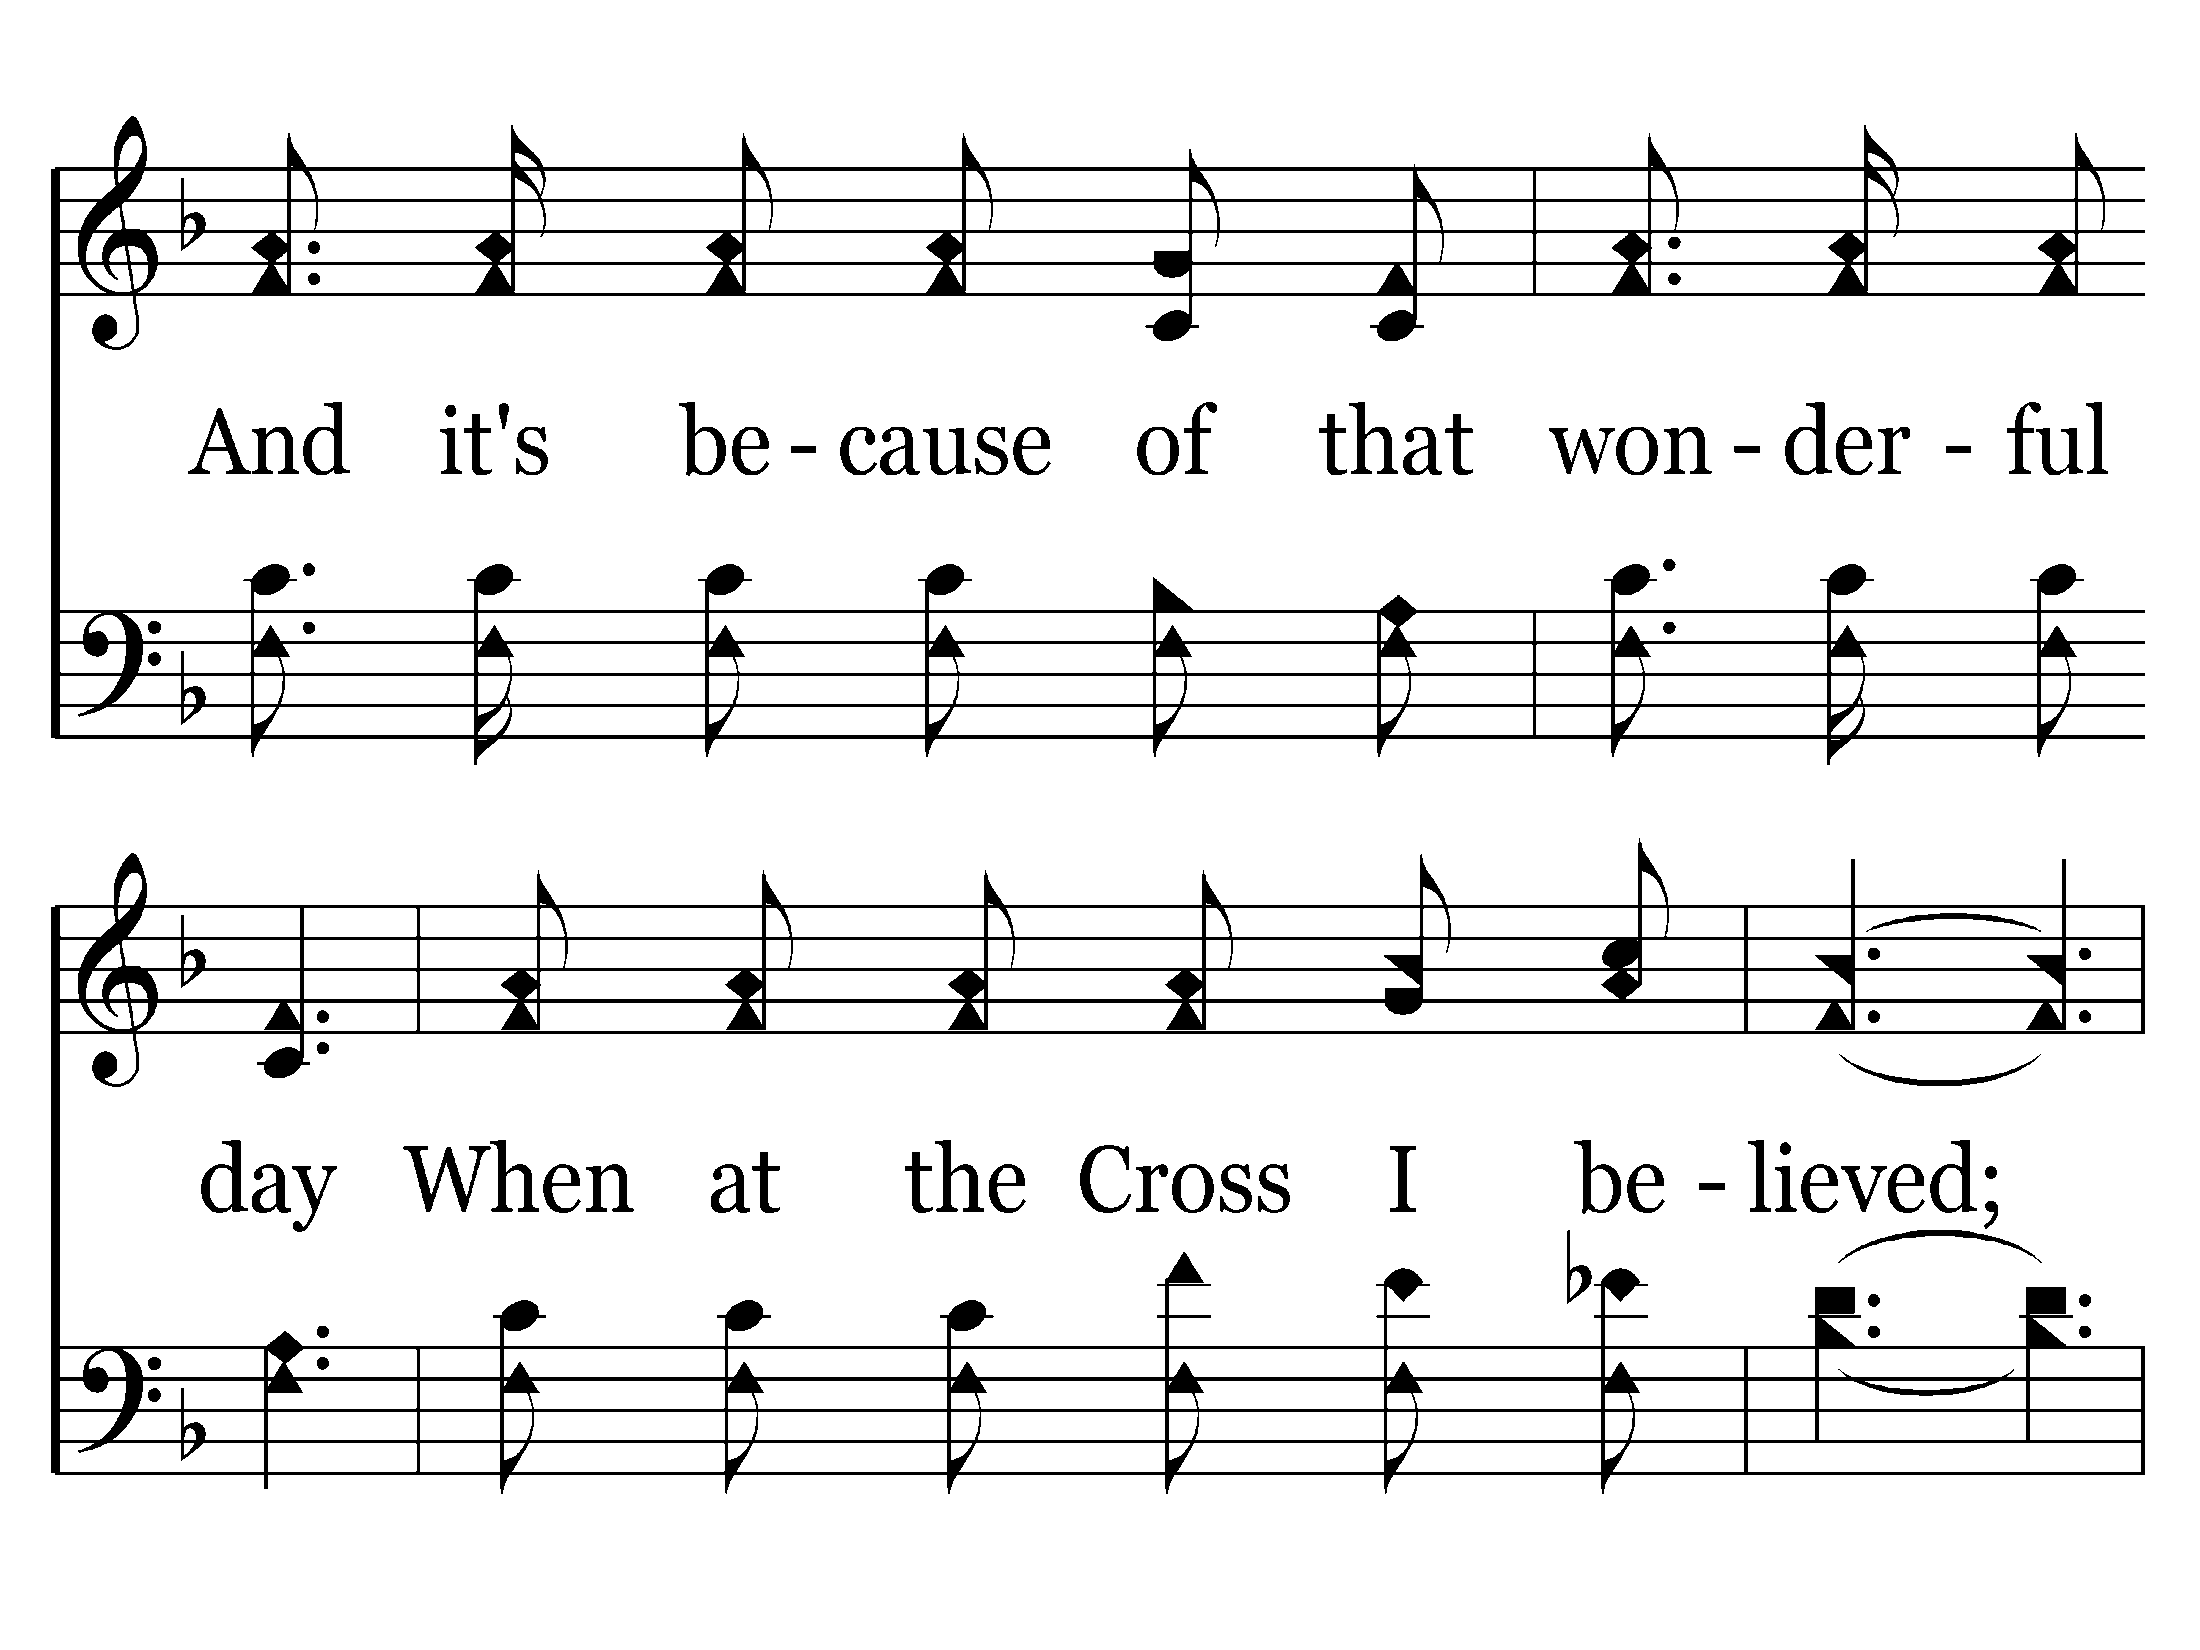 And it's be - cause of that won - der - ful
day When at the Cross I be - lieved;